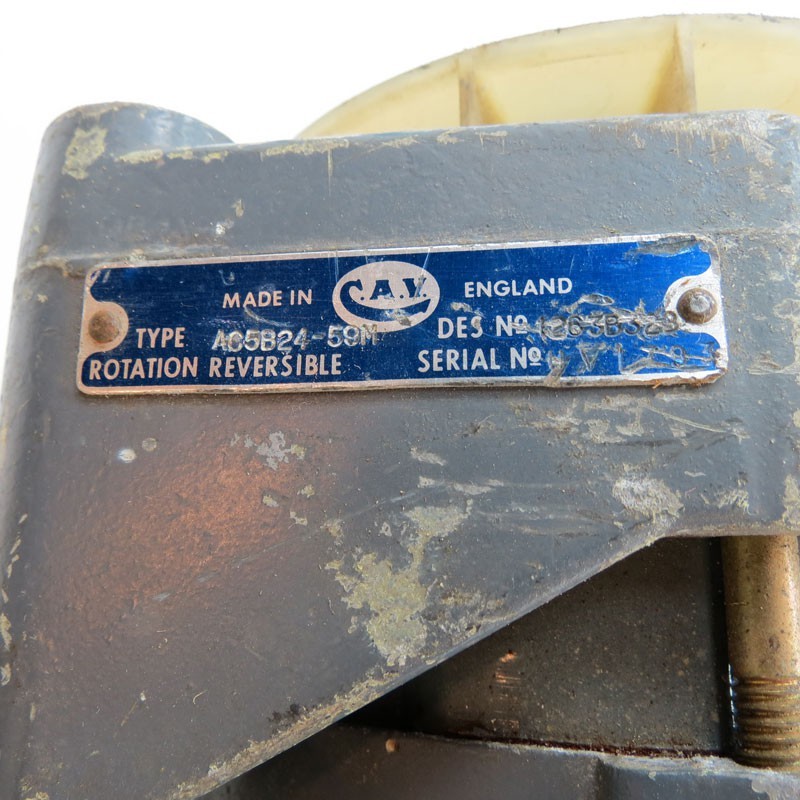 MADE IN C.A.V. ENGLAND
TYPE AC5B24-59M DES Nº
ROTATION REVERSIBLE SERIAL Nº